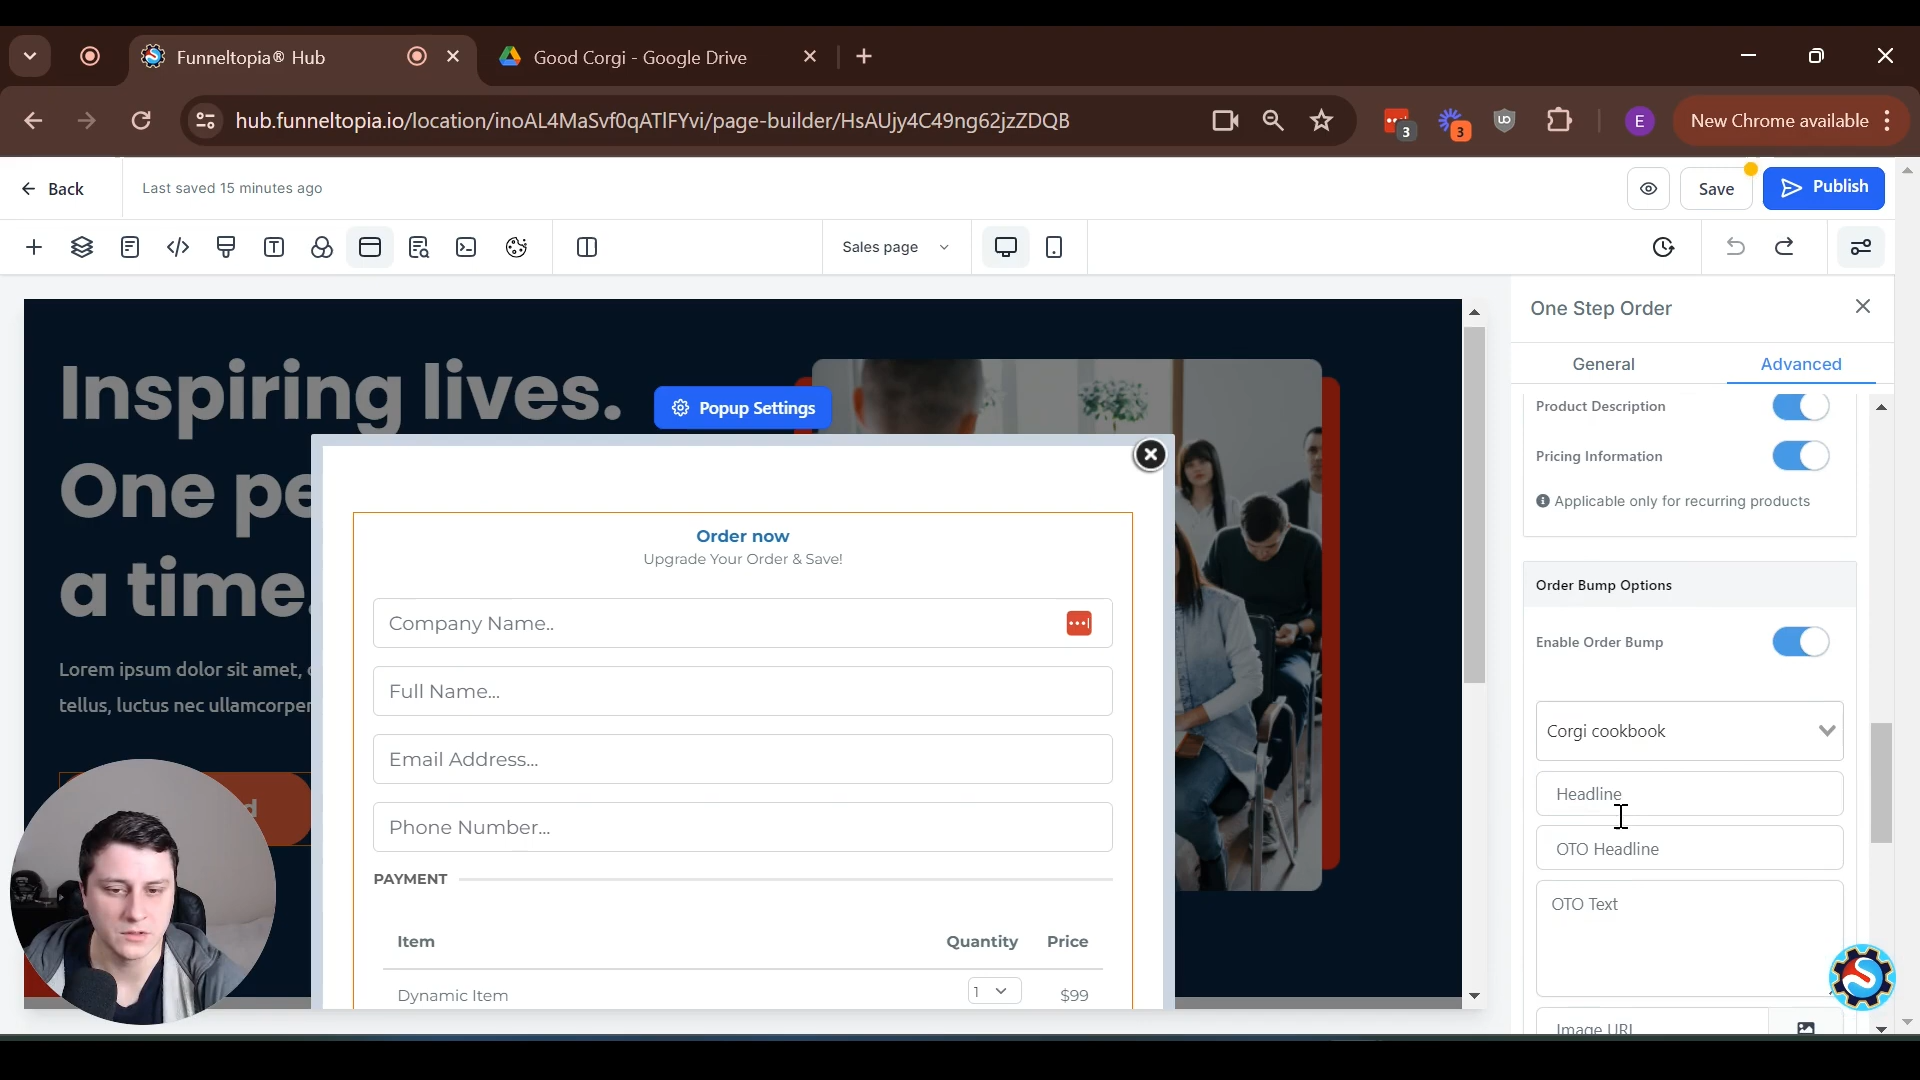 Funneltopia® Hub
Good Corgi - Google Drive
hub.funneltopia.io/location/inoAL4MaSvf0qATlFYvi/page-builder/HsAUjy4C49ng62jzZDQB
3
3
UD
E
New Chrome available
Back
Last saved 15 minutes ago
Save
Publish
Sales page
One Step Order
General
Advanced
Inspiring lives.
One pe
a time.
Popup Settings
Order now
Upgrade Your Order & Save!
Company Name..
Full Name...
Email Address...
Phone Number...
PAYMENT
Item
Quantity
Price
Dynamic Item
1
$99
Lorem ipsum dolor sit amet,
tellus, luctus nec ullamcorper
d
Product Description
Pricing Information
Applicable only for recurring products
Order Bump Options
Enable Order Bump
Corgi cookbook
Headline
OTO Headline
OTO Text
Image URL